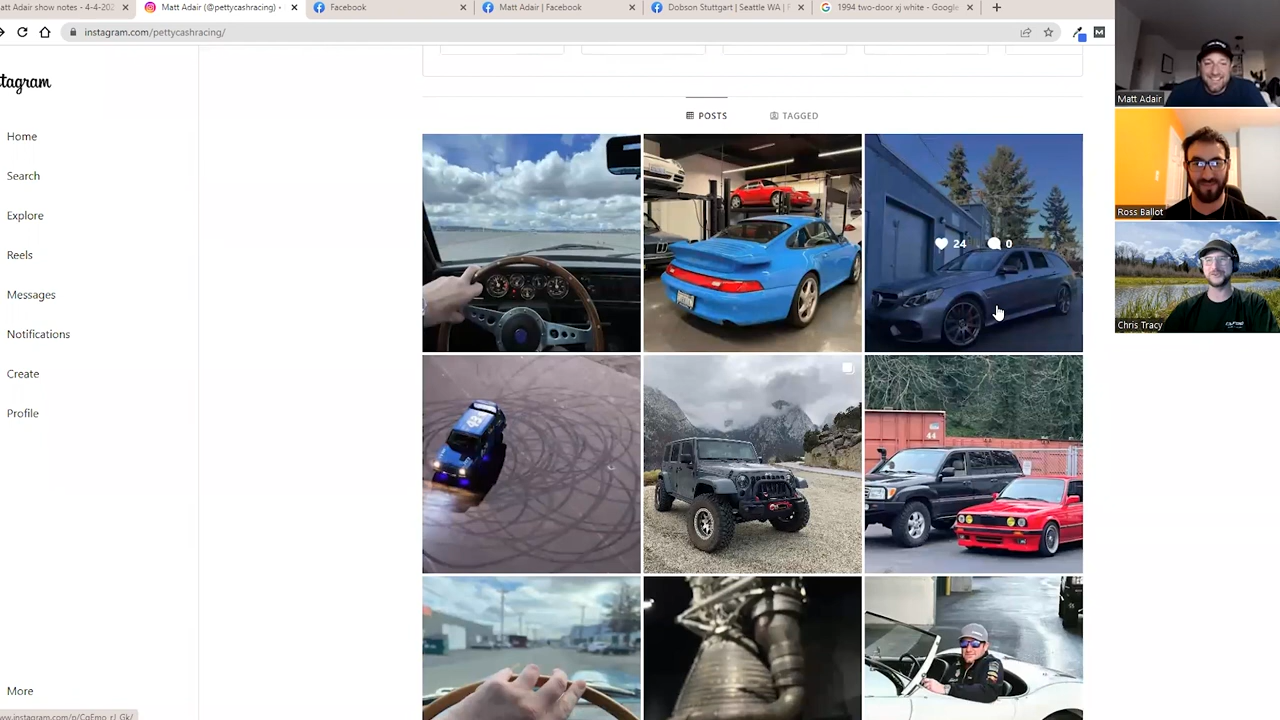 att Adair show notes - 4-4-202
Matt Adair (@pettycashracing) •
Facebook
Matt Adair | Facebook
Dobson Stuttgart | Seattle WA | F
1994 two-door xj white - Google
instagram.com/pettycashracing/
M
tagram
Home
Search
Explore
Reels
Messages
Notifications
Create
Profile
More
POSTS
TAGGED
24
0
44
Matt Adair
Ross Ballot
Chris Tracy